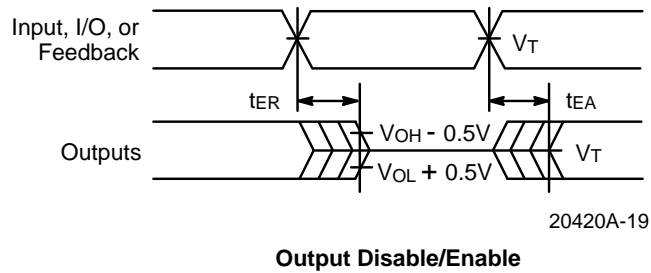 Input, I/O, or
Feedback
VT
tER
tEA
Outputs
VOH - 0.5V
VOL + 0.5V
VT
20420A-19
Output Disable/Enable